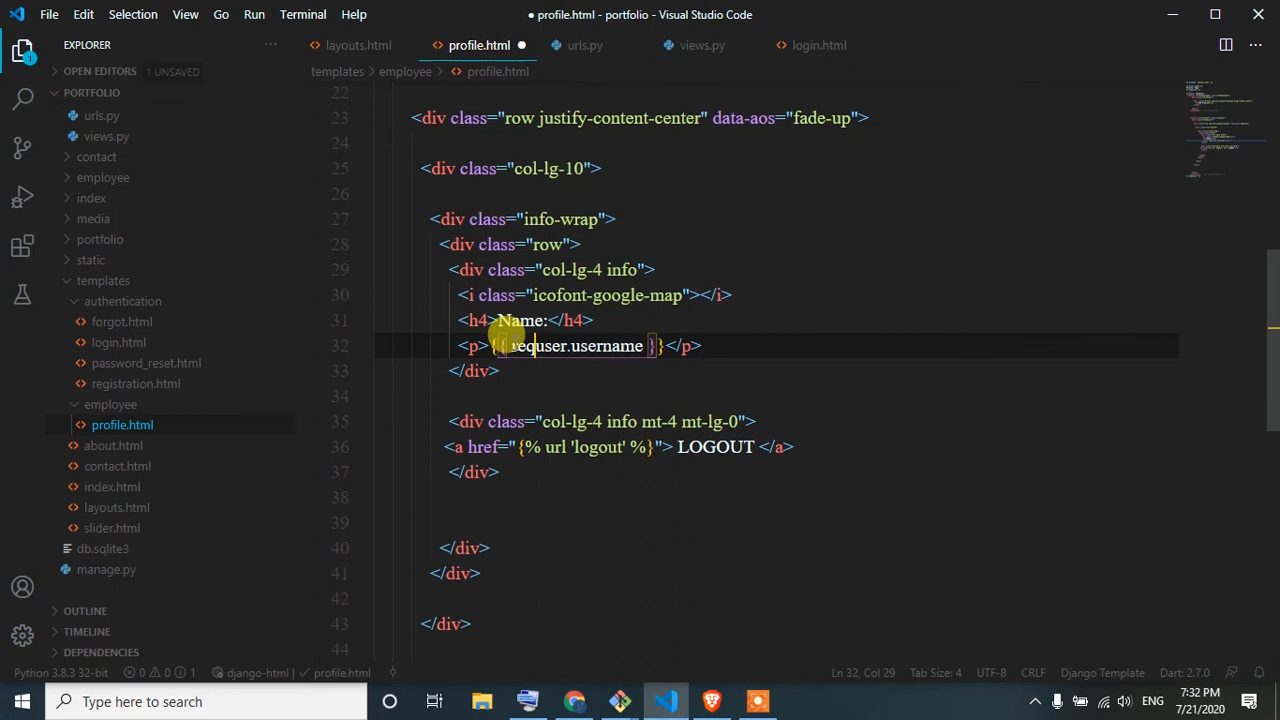 File Edit Selection View Go Run Terminal Help
● profile.html - portfolio - Visual Studio Code
EXPLORER
layouts.html profile.html urls.py views.py login.html
OPEN EDITORS 1 UNSAVED
templates > employee > profile.html
PORTFOLIO
urls.py
views.py
contact
employee
index
media
portfolio
static
templates
authentication
forgot.html
login.html
password_reset.html
registration.html
employee
profile.html
about.html
contact.html
index.html
layouts.html
slider.html
db.sqlite3
manage.py
OUTLINE
TIMELINE
DEPENDENCIES
22
23 <div class="row justify-content-center" data-aos="fade-up">
24
25 <div class="col-lg-10">
26
27 <div class="info-wrap">
28 <div class="row">
29 <div class="col-lg-4 info">
30 <i class="icofont-google-map"></i>
31 <h4>Name:</h4>
32 <p>{{ requser.username }}</p>
33 </div>
34
35 <div class="col-lg-4 info mt-4 mt-lg-0">
36 <a href="{% url 'logout' %}"> LOGOUT </a>
37 </div>
38
39
40 </div>
41 </div>
42
43 </div>
44
Python 3.8.3 32-bit 0 0 1 django-html | ✓ profile.html Ln 32, Col 29 Tab Size: 4 UTF-8 CRLF Django Template Dart: 2.7.0
1
Type here to search
ENG
7:32 PM
7/21/2020